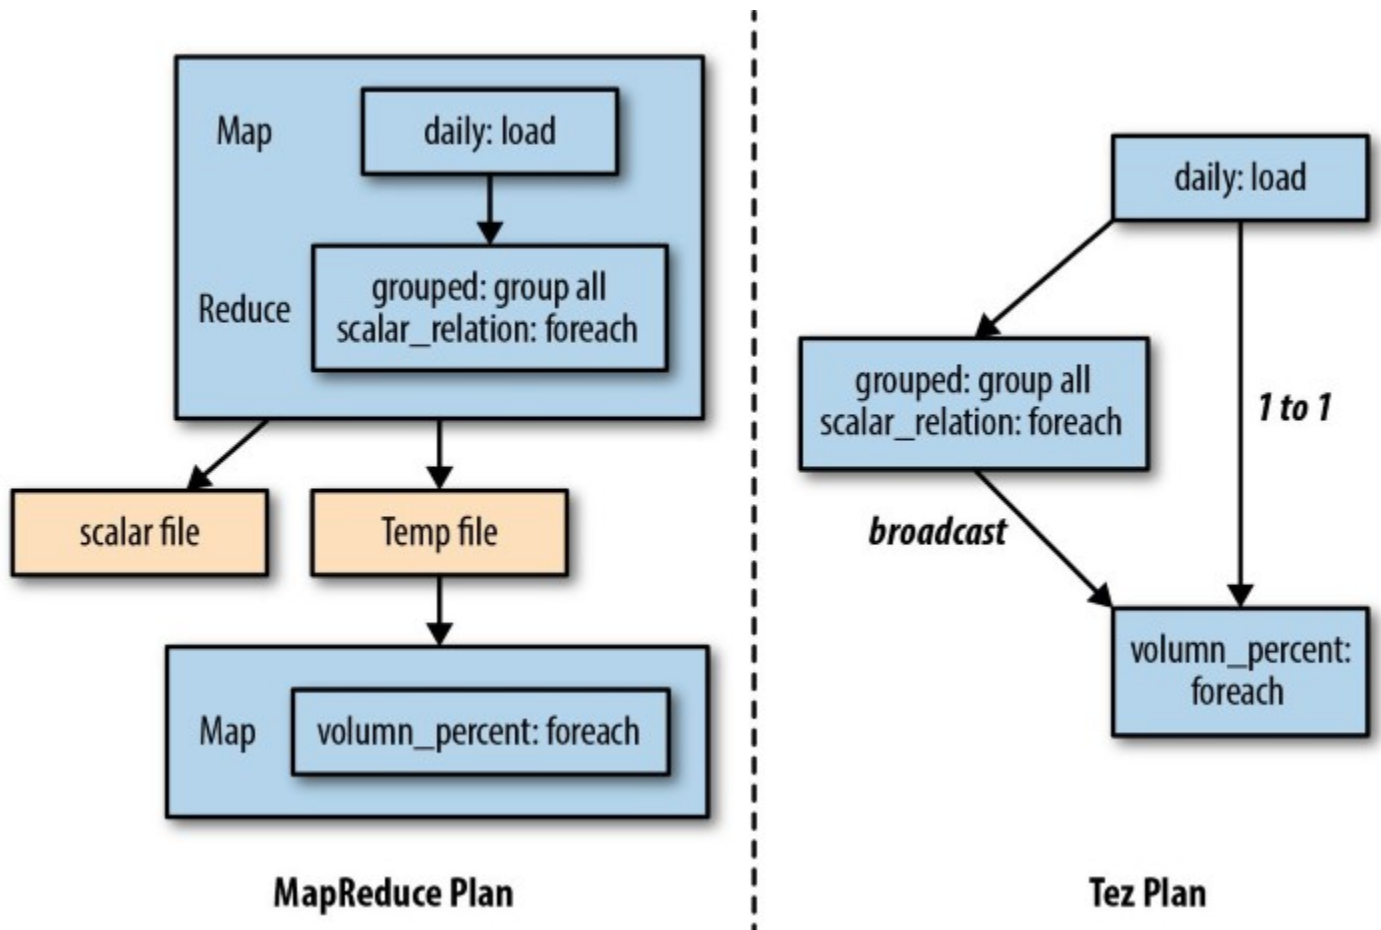 Map
daily: load
Reduce
grouped: group all
scalar_relation: foreach
scalar file
Temp file
Map
volumn_percent: foreach
MapReduce Plan
daily: load
grouped: group all
scalar_relation: foreach
1 to 1
broadcast
volumn_percent:
foreach
Tez Plan